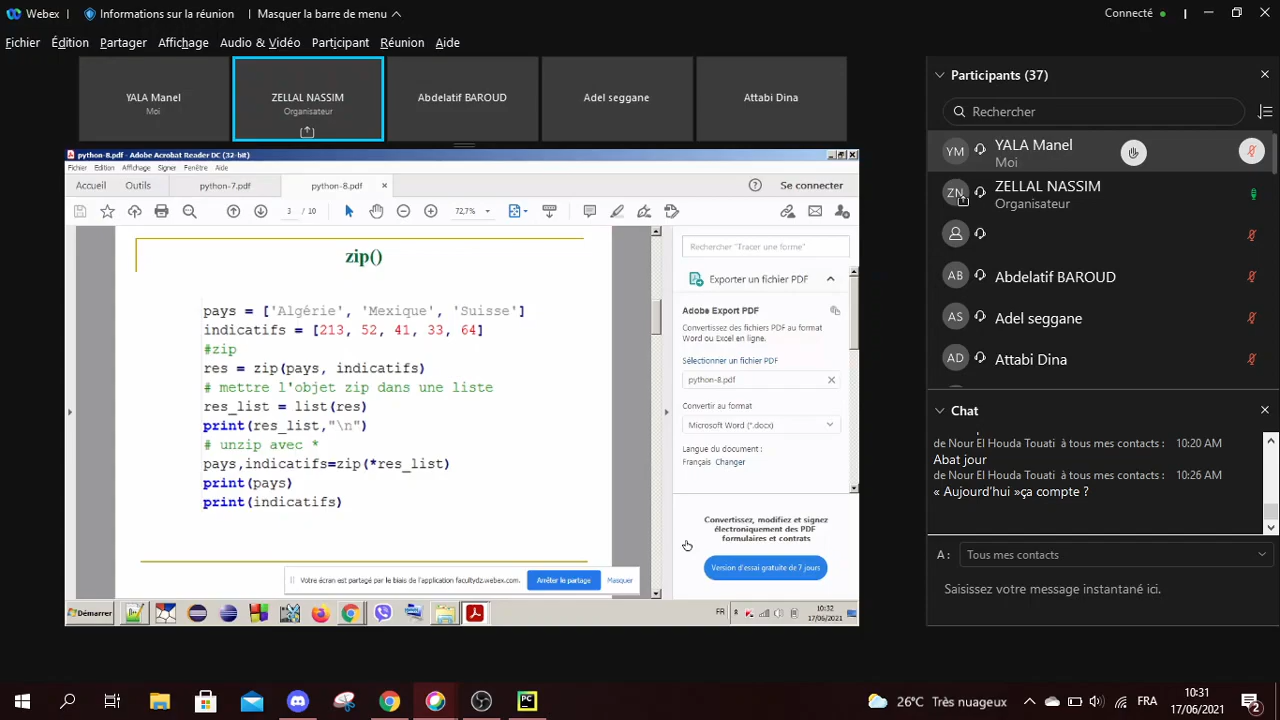 Webex
Informations sur la réunion
Masquer la barre de menu
Connecté
Fichier Édition Partager Affichage Audio & Vidéo Participant Réunion Aide
YALA Manel
Moi
ZELLAL NASSIM
Organisateur
Abdelatif BAROUD
Adel seggane
Attabi Dina
python-8.pdf - Adobe Acrobat Reader DC (32-bit)
Fichier Edition Affichage Signer Fenêtre Aide
Accueil Outils python-7.pdf python-8.pdf
Se connecter
3 / 10
72,7%
zip()
pays = ['Algérie', 'Mexique', 'Suisse']
indicatifs = [213, 52, 41, 33, 64]
#zip
res = zip(pays, indicatifs)
# mettre l'objet zip dans une liste
res_list = list(res)
print(res_list,"\n")
# unzip avec *
pays,indicatifs=zip(*res_list)
print(pays)
print(indicatifs)
Rechercher "Tracer une forme"
Exporter un fichier PDF
Adobe Export PDF
Convertissez des fichiers PDF au format
Word ou Excel en ligne.
Sélectionner un fichier PDF
python-8.pdf
Convertir au format
Microsoft Word (*.docx)
Langue du document :
Français Changer
Convertissez, modifiez et signez
électroniquement des PDF
formulaires et contrats
Version d'essai gratuite de 7 jours
Votre écran est partagé par le biais de l'application facultydz.webex.com.
Arrêter le partage
Masquer
Démarrer
FR
10:32
17/06/2021
Participants (37)
Rechercher
YM
YALA Manel
Moi
ZN
ZELLAL NASSIM
Organisateur
AB
Abdelatif BAROUD
AS
Adel seggane
AD
Attabi Dina
Chat
de Nour El Houda Touati à tous mes contacts : 10:20 AM
Abat jour
de Nour El Houda Touati à tous mes contacts : 10:26 AM
« Aujourd'hui »ça compte ?
A : Tous mes contacts
Saisissez votre message instantané ici.
PC
26°C Très nuageux
FRA
10:31
17/06/2021
2